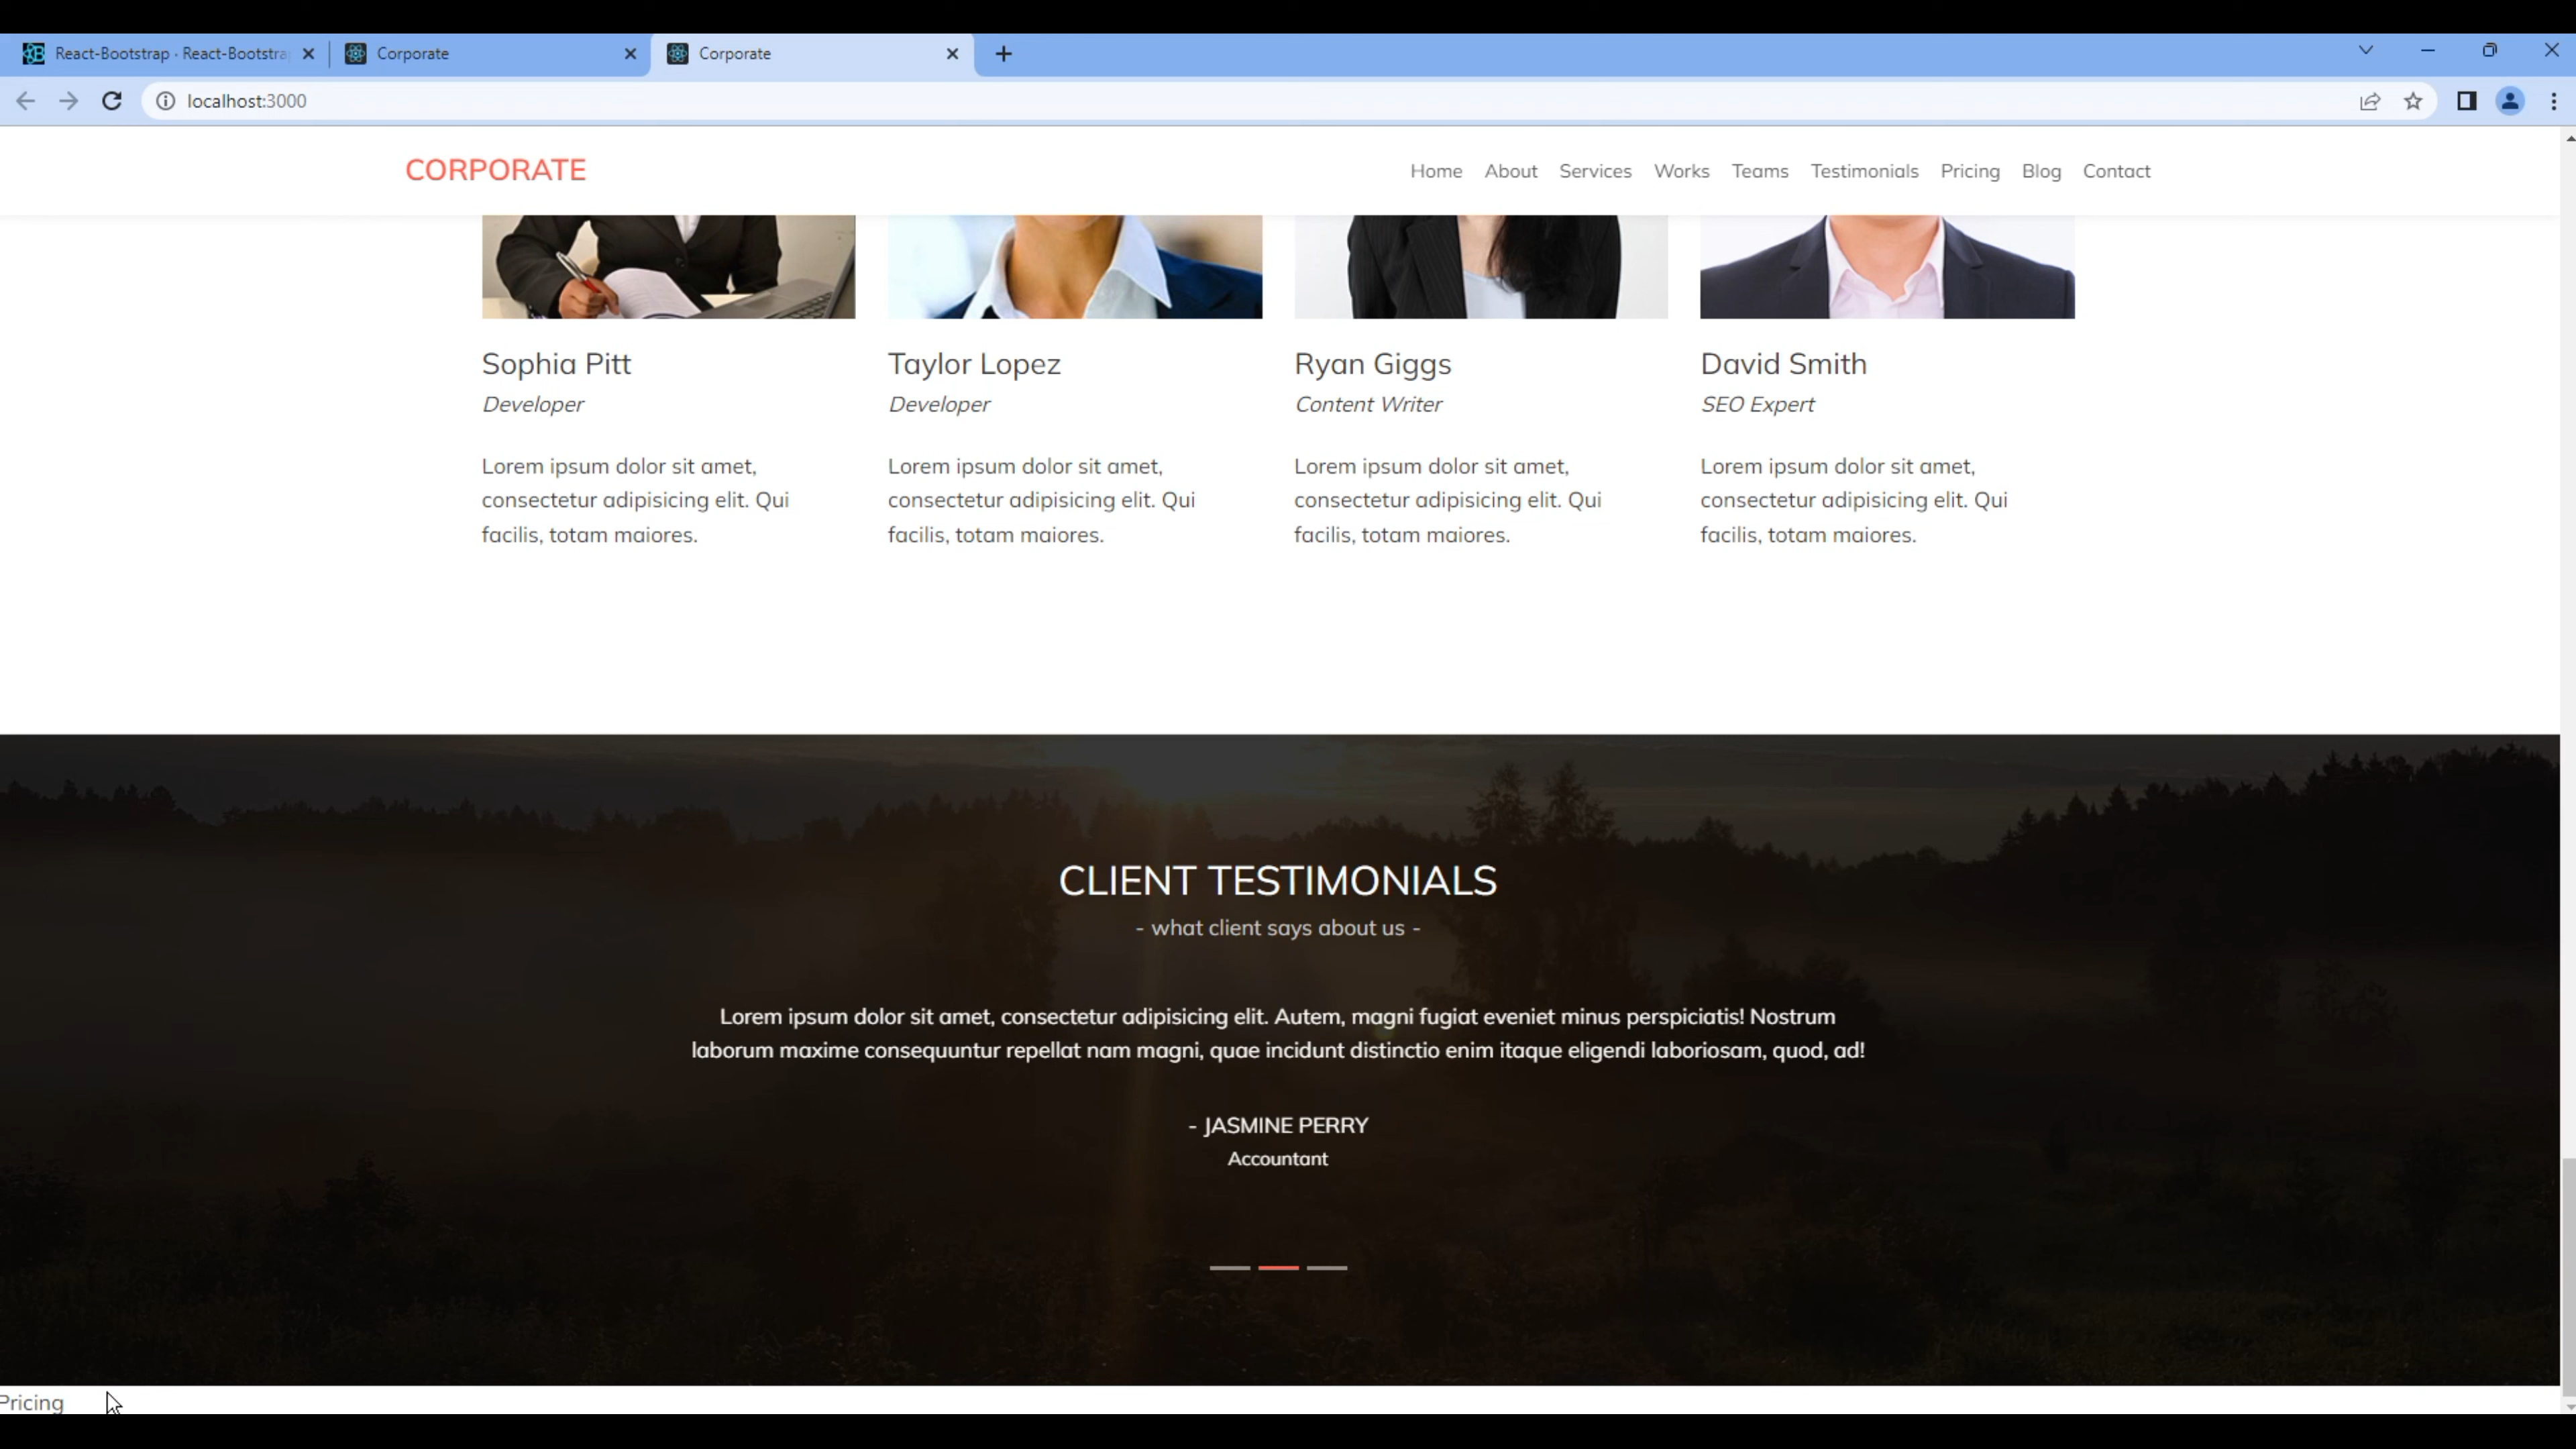 React-Bootstrap · React-Bootstra
Corporate
Corporate
localhost:3000
CORPORATE
Home About Services Works Teams Testimonials Pricing Blog Contact
Sophia Pitt
Developer
Lorem ipsum dolor sit amet,
consectetur adipisicing elit. Qui
facilis, totam maiores.
Taylor Lopez
Developer
Lorem ipsum dolor sit amet,
consectetur adipisicing elit. Qui
facilis, totam maiores.
Ryan Giggs
Content Writer
Lorem ipsum dolor sit amet,
consectetur adipisicing elit. Qui
facilis, totam maiores.
David Smith
SEO Expert
Lorem ipsum dolor sit amet,
consectetur adipisicing elit. Qui
facilis, totam maiores.
CLIENT TESTIMONIALS
- what client says about us -
Lorem ipsum dolor sit amet, consectetur adipisicing elit. Autem, magni fugiat eveniet minus perspiciatis! Nostrum
laborum maxime consequuntur repellat nam magni, quae incidunt distinctio enim itaque eligendi laboriosam, quod, ad!
- JASMINE PERRY
Accountant
Pricing